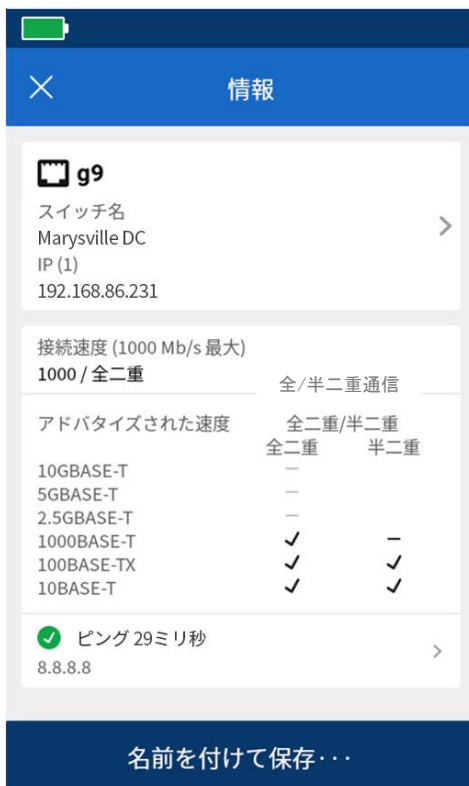 情報
g9
スイッチ名
Marysville DC
IP (1)
192.168.86.231
接続速度 (1000 Mb/s 最大)
1000 / 全二重
全/半二重通信
アドバタイズされた速度 全二重/半二重
全二重 半二重
10GBASE-T –
5GBASE-T –
2.5GBASE-T –
1000BASE-T ✓ –
100BASE-TX ✓ ✓
10BASE-T ✓ ✓
ピング 29ミリ秒
8.8.8.8
名前を付けて保存···